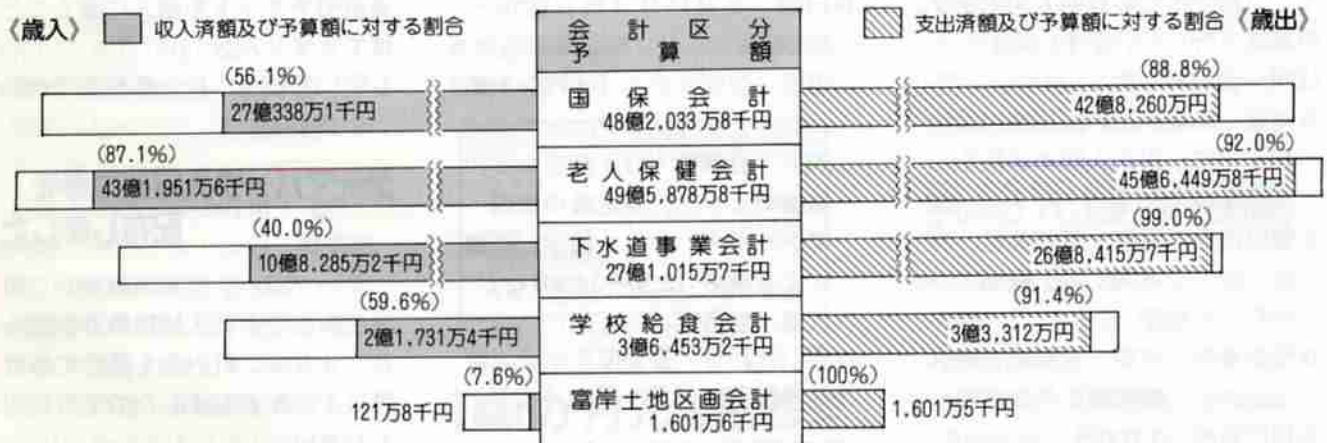 《歳入》 収入済額及び予算額に対する割合
会計区分
予算額
支出済額及び予算額に対する割合 《歳出》
(56.1%)
27億338万1千円
国保会計
48億2.033万8千円
(88.8%)
42億8.260万円
(87.1%)
43億1.951万6千円
老人保健会計
49億5.878万8千円
(92.0%)
45億6.449万8千円
(40.0%)
10億8.285万2千円
下水道事業会計
27億1.015万7千円
(99.0%)
26億8.415万7千円
(59.6%)
2億1.731万4千円
学校給食会計
3億6.453万2千円
(91.4%)
3億3,312万円
(7.6%)
121万8千円
富岸土地区画会計
1.601万6千円
(100%)
1.601万5千円